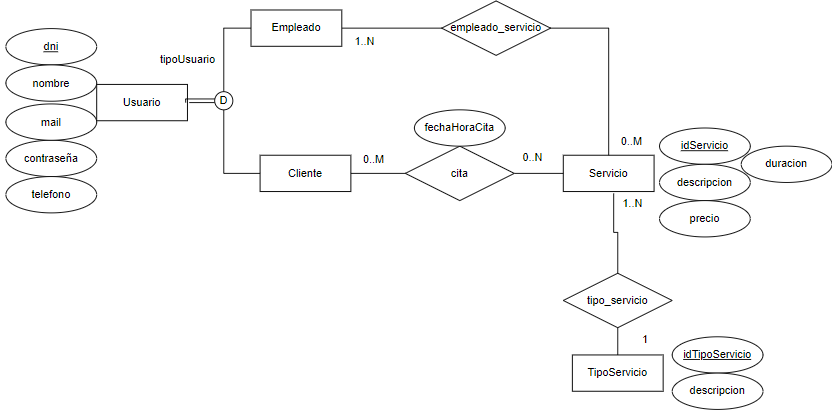 Empleado
empleado_servicio
1..N
dni
tipoUsuario
nombre
Usuario
D
mail
fechaHoraCita
contraseña
telefono
0..M
Cliente
0..M
cita
0..N
Servicio
idServicio
duracion
descripcion
1..N
precio
tipo_servicio
1
TipoServicio
idTipoServicio
descripcion